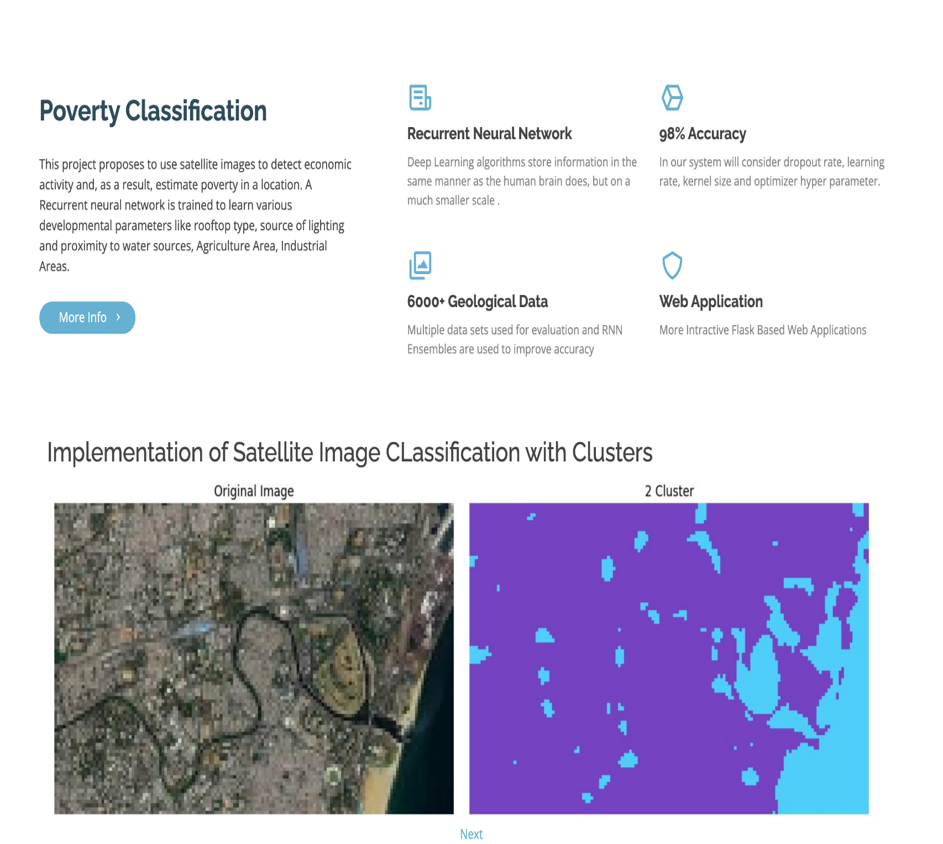 Poverty Classification
This project proposes to use satellite images to detect economic
activity and, as a result, estimate poverty in a location. A
Recurrent neural network is trained to learn various
developmental parameters like rooftop type, source of lighting
and proximity to water sources, Agriculture Area, Industrial
Areas.
More Info
Recurrent Neural Network
Deep Learning algorithms store information in the
same manner as the human brain does, but on a
much smaller scale .
98% Accuracy
In our system will consider dropout rate, learning
rate, kernel size and optimizer hyper parameter.
6000+ Geological Data
Multiple data sets used for evaluation and RNN
Ensembles are used to improve accuracy
Web Application
More Intractive Flask Based Web Applications
Implementation of Satellite Image CLassification with Clusters
Original Image
2 Cluster
Next